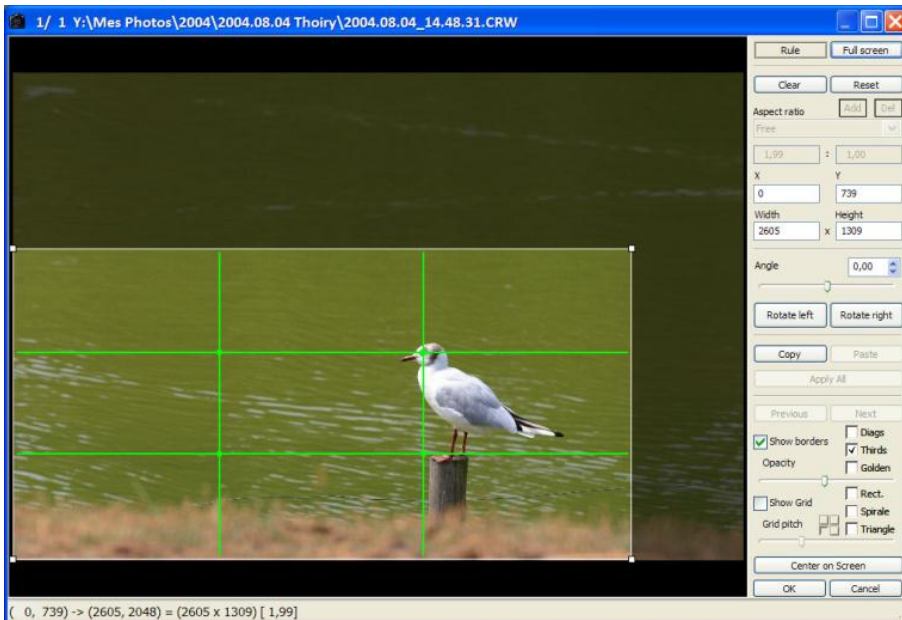 1/ 1 Y:\Mes Photos\2004\2004.08.04 Thoiry\2004.08.04_14.48.31.CRW
Rule Full screen
Clear Reset
Aspect ratio Add Del
Free
1,99 : 1,00
X Y
0 739
Width Height
2605 x 1309
Angle 0,00
Rotate left Rotate right
Copy Paste
Apply All
Previous Next
Show borders Diags
Thirds
Opacity Golden
Show Grid Rect.
Spirale
Grid pitch Triangle
Center on Screen
OK Cancel
( 0, 739) -> (2605, 2048) = (2605 x 1309) [ 1,99]